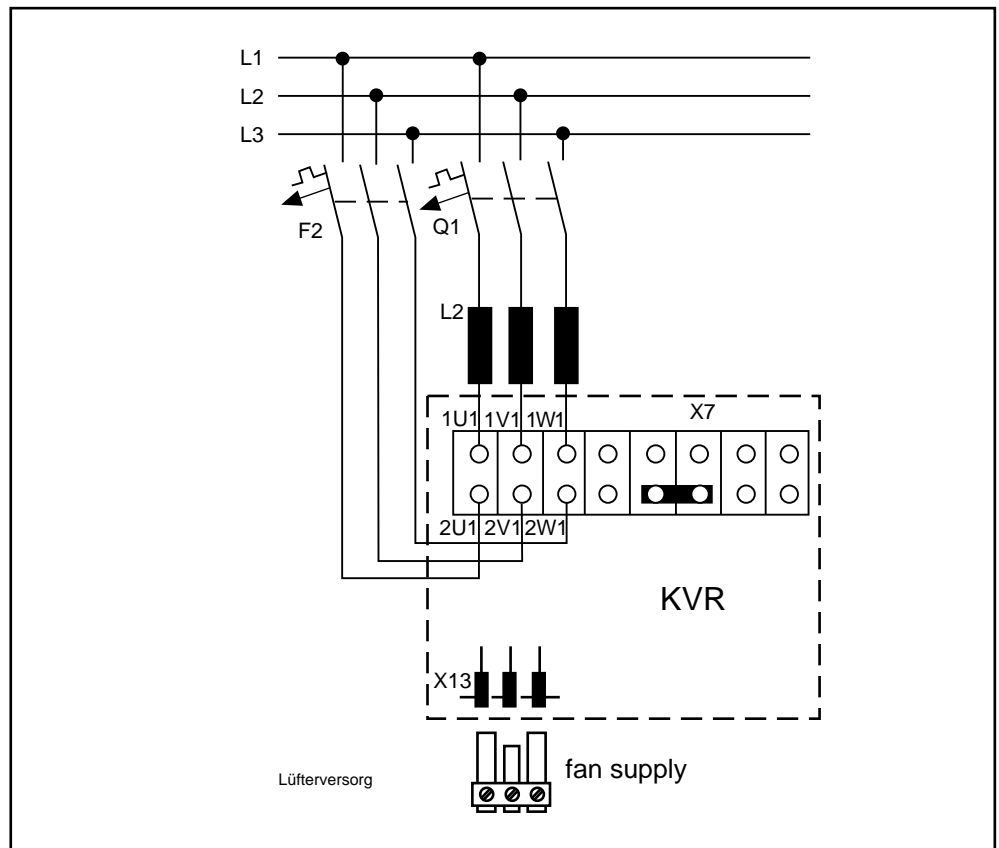 L1
L2
L3
F2
Q1
L2
1U1 1V1 1W1
X7
2U1 2V1 2W1
KVR
X13
Lüfterversorg
fan supply